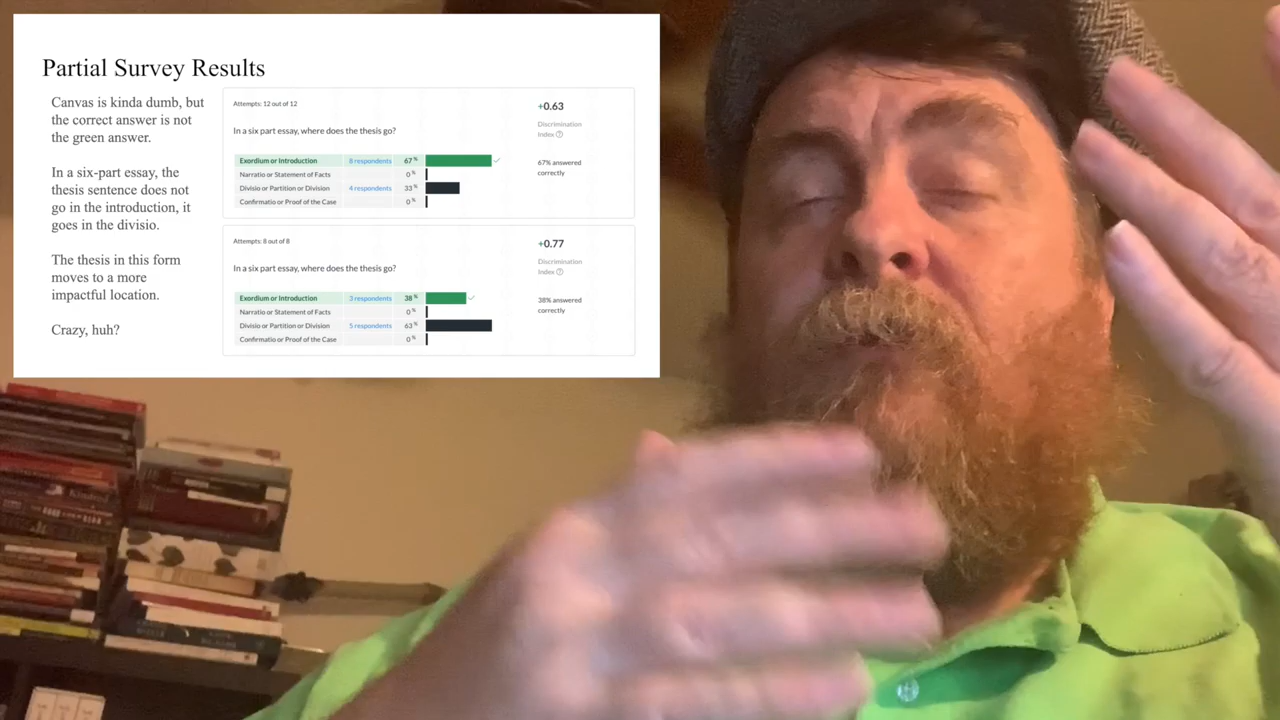 Partial Survey Results
Canvas is kinda dumb, but
the correct answer is not
the green answer.
In a six-part essay, the
thesis sentence does not
go in the introduction, it
goes in the divisio.
The thesis in this form
moves to a more
impactful location.
Crazy, huh?
Attempts: 12 out of 12
+0.63
Discrimination
Index ?
In a six part essay, where does the thesis go?
67% answered
correctly
Exordium or Introduction 8 respondents 67 %
Narratio or Statement of Facts 0 %
Divisio or Partition or Division 4 respondents 33 %
Confirmatio or Proof of the Case 0 %
Attempts: 8 out of 8
+0.77
Discrimination
Index ?
In a six part essay, where does the thesis go?
38% answered
correctly
Exordium or Introduction 3 respondents 38 %
Narratio or Statement of Facts 0 %
Divisio or Partition or Division 5 respondents 63 %
Confirmatio or Proof of the Case 0 %
Kindred